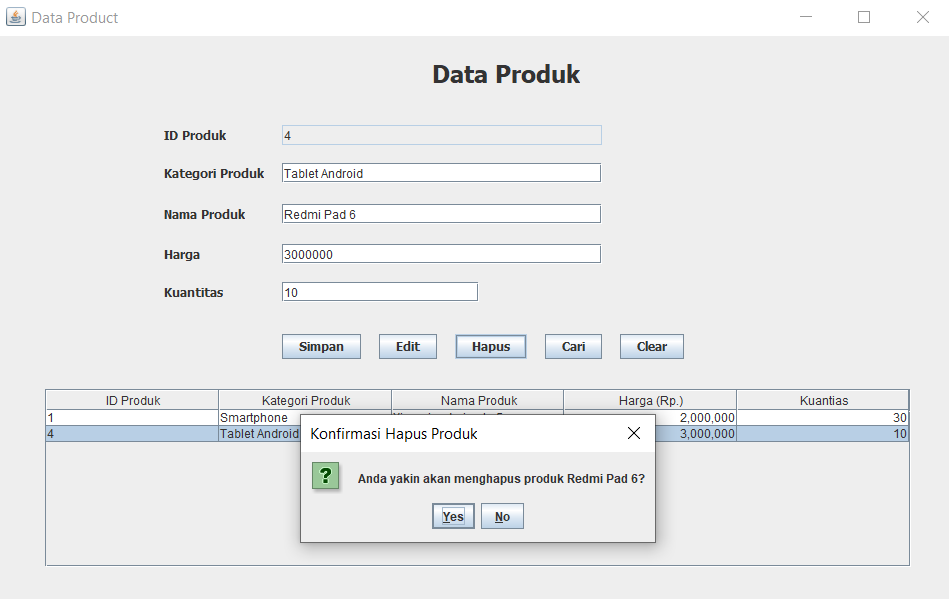 Data Product
Data Produk
ID Produk 4
Kategori Produk Tablet Android
Nama Produk Redmi Pad 6
Harga 3000000
Kuantitas 10
Simpan Edit Hapus Cari Clear
ID Produk Kategori Produk Nama Produk Harga (Rp.) Kuantias
1 Smartphone 2,000,000 30
4 Tablet Android 3,000,000 10
Konfirmasi Hapus Produk
Anda yakin akan menghapus produk Redmi Pad 6?
Yes No